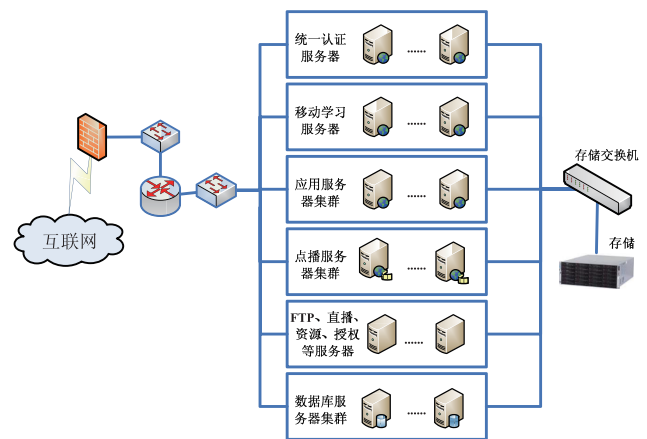 统一认证
服务器
......
移动学习
服务器
......
应用服务
器集群
......
点播服务
器集群
......
FTP、直播、
资源、授权
等服务器
......
数据库服
务器集群
......
互联网
存储交换机
存储